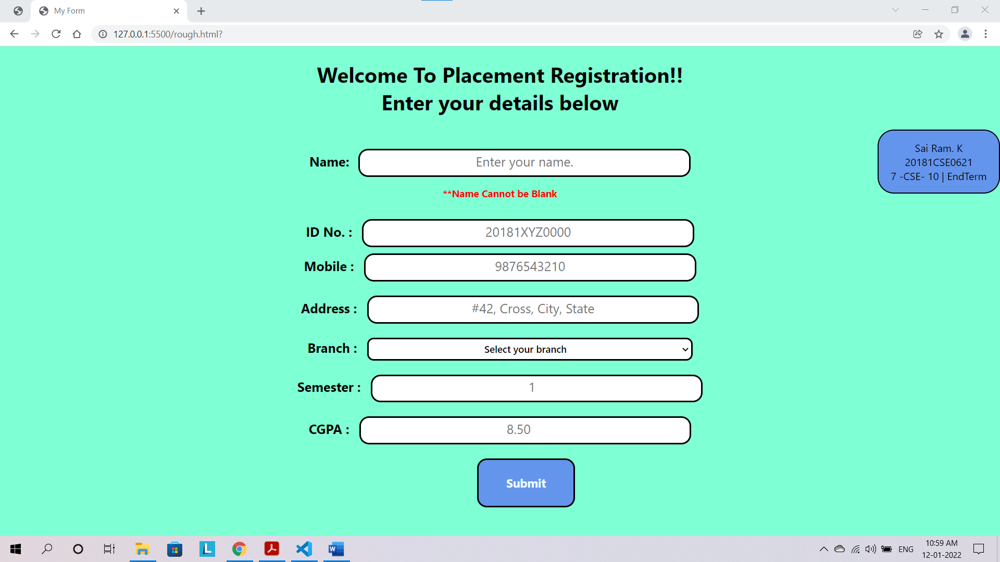 My Form
127.0.0.1:5500/rough.html?
Welcome To Placement Registration!!
Enter your details below
Sai Ram. K
20181CSE0621
7 -CSE- 10 | EndTerm
Name:
Enter your name.
**Name Cannot be Blank
ID No. :
20181XYZ0000
Mobile :
9876543210
Address :
#42, Cross, City, State
Branch :
Select your branch
Semester :
1
CGPA :
8.50
Submit
L
W
ENG
10:59 AM
12-01-2022